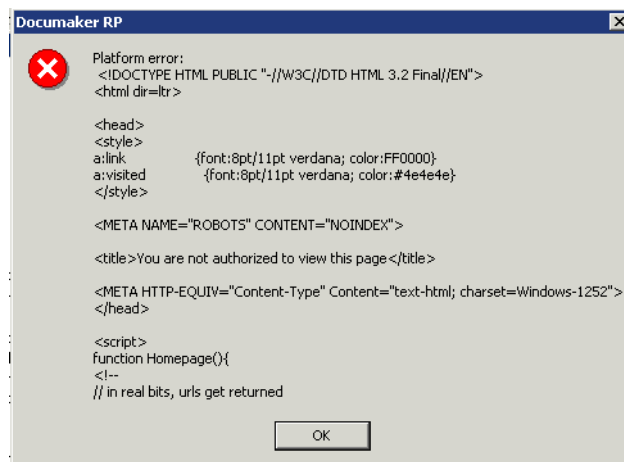 Documaker RP
Platform error:
<!DOCTYPE HTML PUBLIC "-//W3C//DTD HTML 3.2 Final//EN">
<html dir=ltr>
<head>
<style>
a:link {font:8pt/11pt verdana; color:FF0000}
a:visited {font:8pt/11pt verdana; color:#4e4e4e}
</style>
<META NAME="ROBOTS" CONTENT="NOINDEX">
<title>You are not authorized to view this page</title>
<META HTTP-EQUIV="Content-Type" Content="text-html; charset=Windows-1252">
</head>
<script>
function Homepage(){
<!--
// in real bits, urls get returned
OK